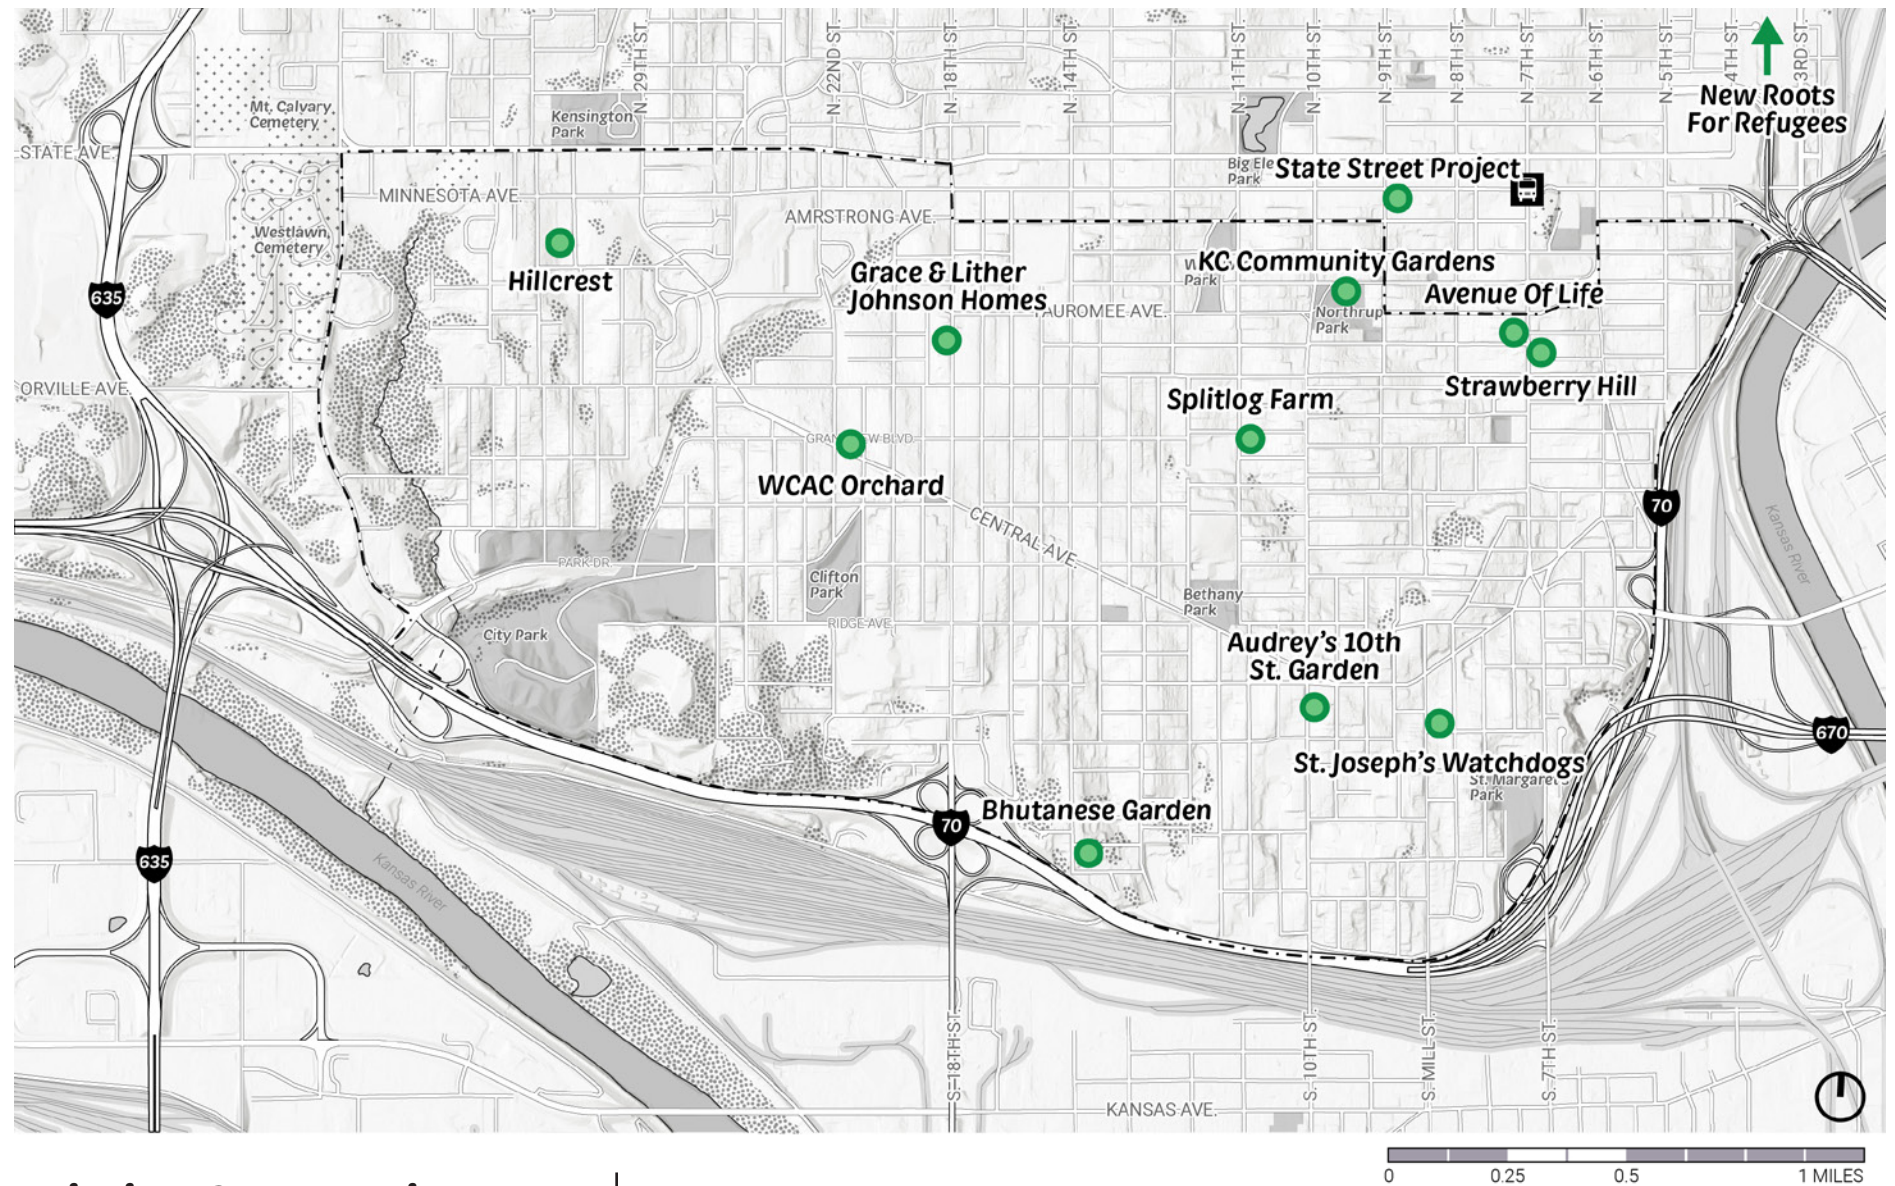 N. 29TH ST.
N. 22ND ST.
N. 18TH ST.
N. 14TH ST.
N. 11TH ST.
N. 10TH ST.
N. 9TH ST.
N. 8TH ST.
N. 7TH ST.
N. 6TH ST.
N. 5TH ST.
4TH ST.
3RD ST.
New Roots
For Refugees
Mt. Calvary
Cemetery
Kensington
Park
STATE AVE.
Big Ele
Park
State Street Project
MINNESOTA AVE.
AMRSTRONG AVE.
Westlawn
Cemetery
Hillcrest
Grace & Lither
Johnson Homes
KC Community Gardens
Park
Avenue Of Life
635
AUROMEE AVE.
Northrup
Park
ORVILLE AVE.
Strawberry Hill
Splitlog Farm
WCAC Orchard
70
CENTRAL AVE.
Kansas River
PARK DR.
Clifton
Park
Bethany
Park
RIDGE AVE.
City Park
Audrey's 10th
St. Garden
670
St. Joseph's Watchdogs
St. Margaret's
Park
Bhutanese Garden
70
635
Kansas River
S. 18TH ST.
S. 10TH ST.
S. MILL ST.
S. 7TH ST.
KANSAS AVE.
0 0.25 0.5 1 MILES